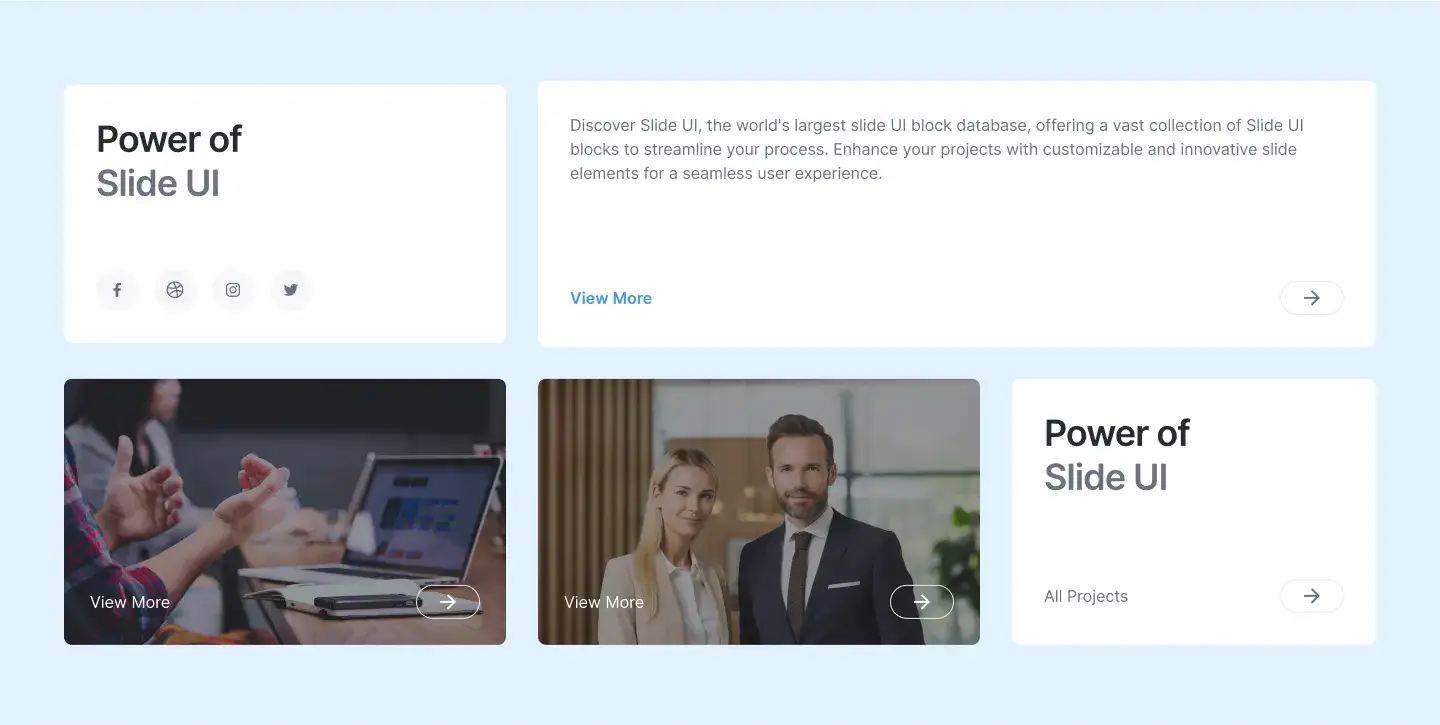 Power of
Slide UI
Discover Slide UI, the world's largest slide UI block database, offering a vast collection of Slide UI
blocks to streamline your process. Enhance your projects with customizable and innovative slide
elements for a seamless user experience.
View More
View More
View More
Power of
Slide UI
All Projects